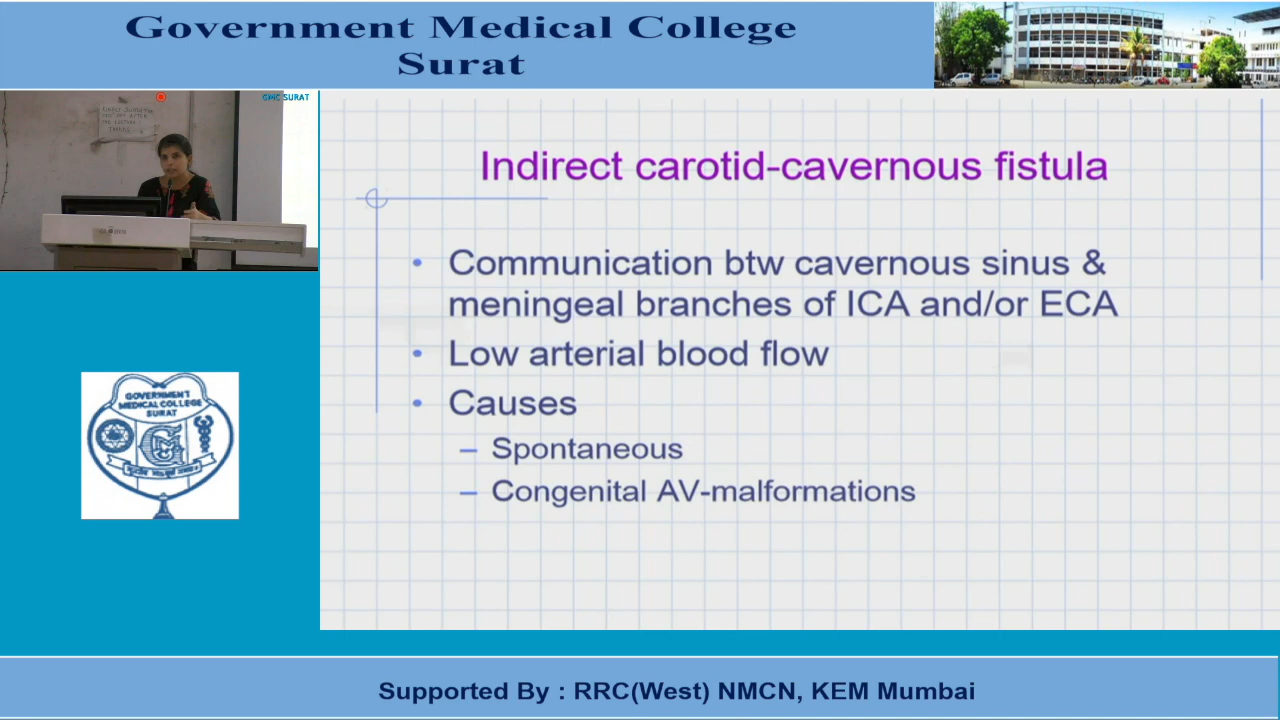 Government Medical College
Surat
GMC SURAT
Indirect carotid-cavernous fistula
• Communication btw cavernous sinus &
meningeal branches of ICA and/or ECA
• Low arterial blood flow
• Causes
– Spontaneous
– Congenital AV-malformations
GOVERNMENT
MEDICAL COLLEGE
SURAT
Supported By : RRC(West) NMCN, KEM Mumbai